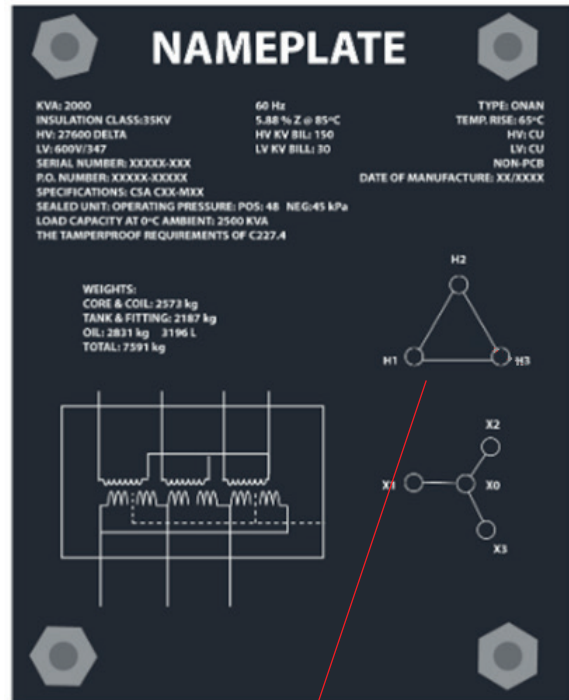 NAMEPLATE
KVA: 2000 60 Hz TYPE: ONAN
INSULATION CLASS:35KV 5.88 % Z @ 85ºC TEMP. RISE: 65ºC
HV: 27600 DELTA HV KV BIL: 150 HV: CU
LV: 600V/347 LV KV BILL: 30 LV: CU
SERIAL NUMBER: XXXXX-XXX NON-PCB
P.O. NUMBER: XXXXX-XXXXX DATE OF MANUFACTURE: XX/XXXX
SPECIFICATIONS: CSA CXX-MXX
SEALED UNIT: OPERATING PRESSURE: POS: 48 NEG:45 kPa
LOAD CAPACITY AT 0ºC AMBIENT: 2500 KVA
THE TAMPERPROOF REQUIREMENTS OF C227.4
WEIGHTS:
CORE & COIL: 2573 kg
TANK & FITTING: 2187 kg
OIL: 2831 kg 3196 L
TOTAL: 7591 kg
H2
H1 H3
X2
X1 X0
X3